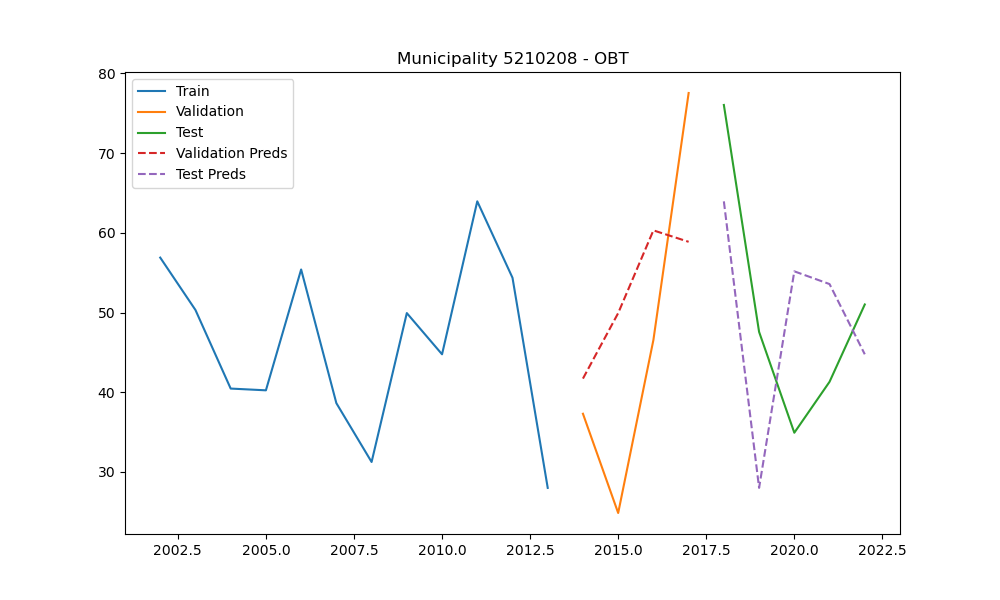 Municipality 5210208 - OBT
80
70
60
50
40
30
Train
Validation
Test
Validation Preds
Test Preds
2002.5 2005.0 2007.5 2010.0 2012.5 2015.0 2017.5 2020.0 2022.5